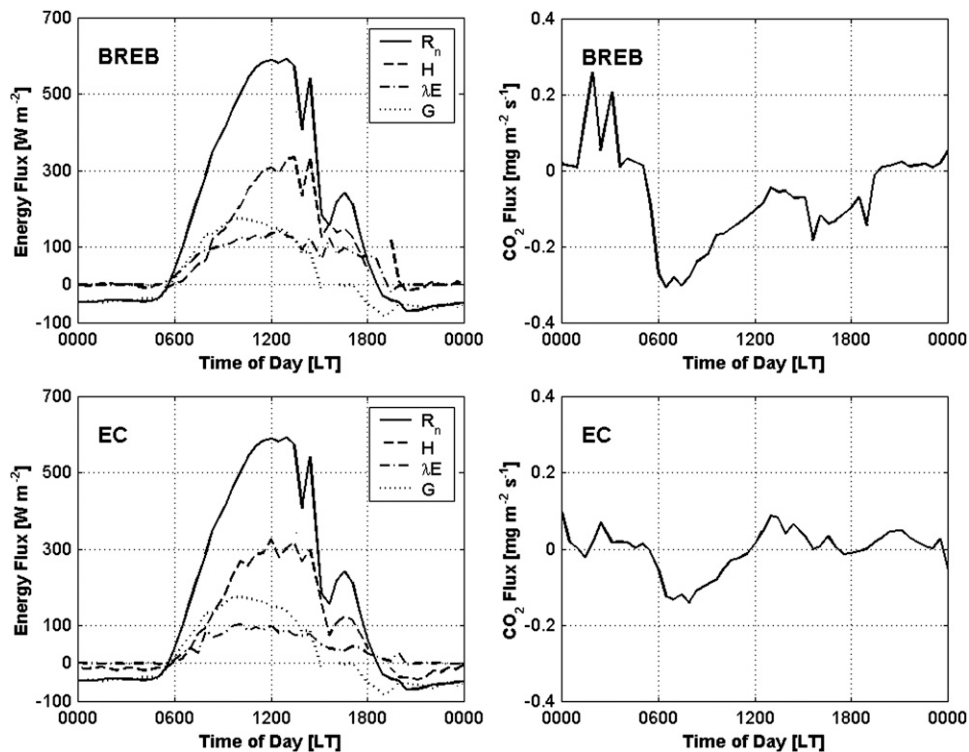 BREB
R_n
H
λE
G
700
500
300
100
0
-100
Energy Flux [W m⁻²]
0000 0600 1200 1800 0000
Time of Day [LT]
BREB
0.4
0.2
0
-0.2
-0.4
CO₂ Flux [mg m⁻² s⁻¹]
0000 0600 1200 1800 0000
Time of Day [LT]
EC
R_n
H
λE
G
700
500
300
100
0
-100
Energy Flux [W m⁻²]
0000 0600 1200 1800 0000
Time of Day [LT]
EC
0.4
0.2
0
-0.2
-0.4
CO₂ Flux [mg m⁻² s⁻¹]
0000 0600 1200 1800 0000
Time of Day [LT]